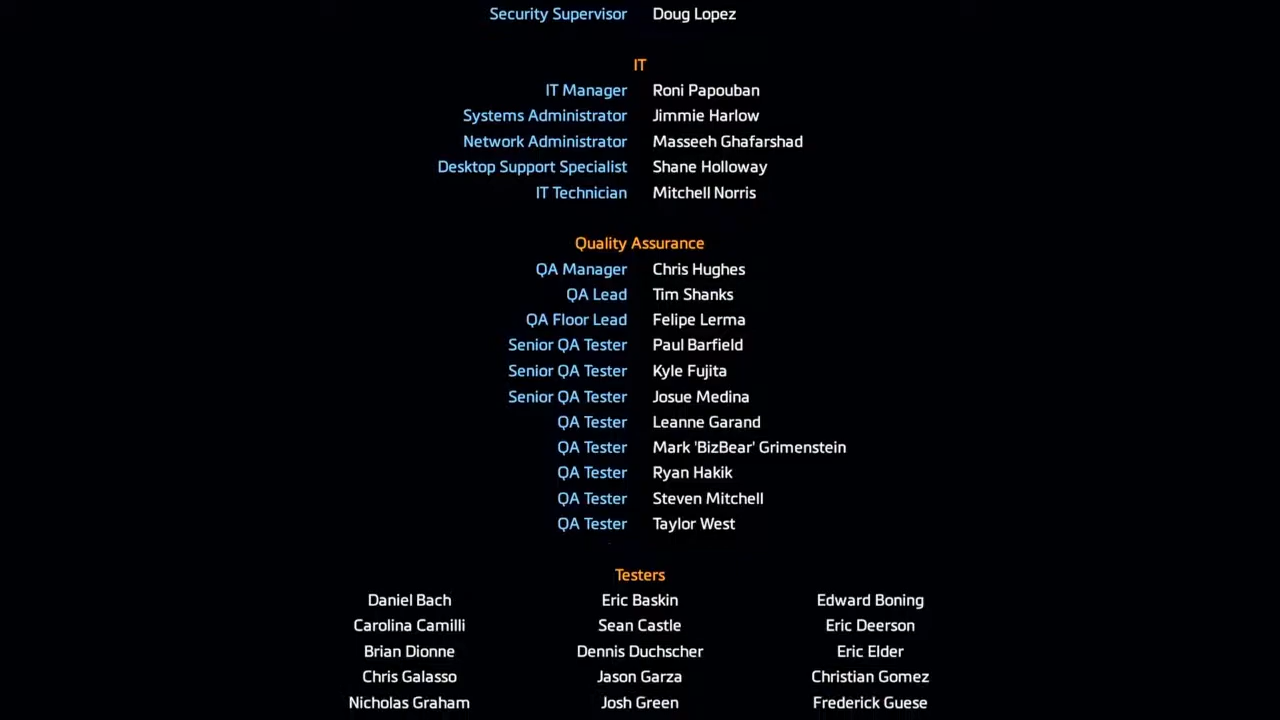 Security Supervisor Doug Lopez
IT
IT Manager Roni Papouban
Systems Administrator Jimmie Harlow
Network Administrator Masseeh Ghafarshad
Desktop Support Specialist Shane Holloway
IT Technician Mitchell Norris
Quality Assurance
QA Manager Chris Hughes
QA Lead Tim Shanks
QA Floor Lead Felipe Lerma
Senior QA Tester Paul Barfield
Senior QA Tester Kyle Fujita
Senior QA Tester Josue Medina
QA Tester Leanne Garand
QA Tester Mark 'BizBear' Grimenstein
QA Tester Ryan Hakik
QA Tester Steven Mitchell
QA Tester Taylor West
Testers
Daniel Bach Eric Baskin Edward Boning
Carolina Camilli Sean Castle Eric Deerson
Brian Dionne Dennis Duchscher Eric Elder
Chris Galasso Jason Garza Christian Gomez
Nicholas Graham Josh Green Frederick Guese